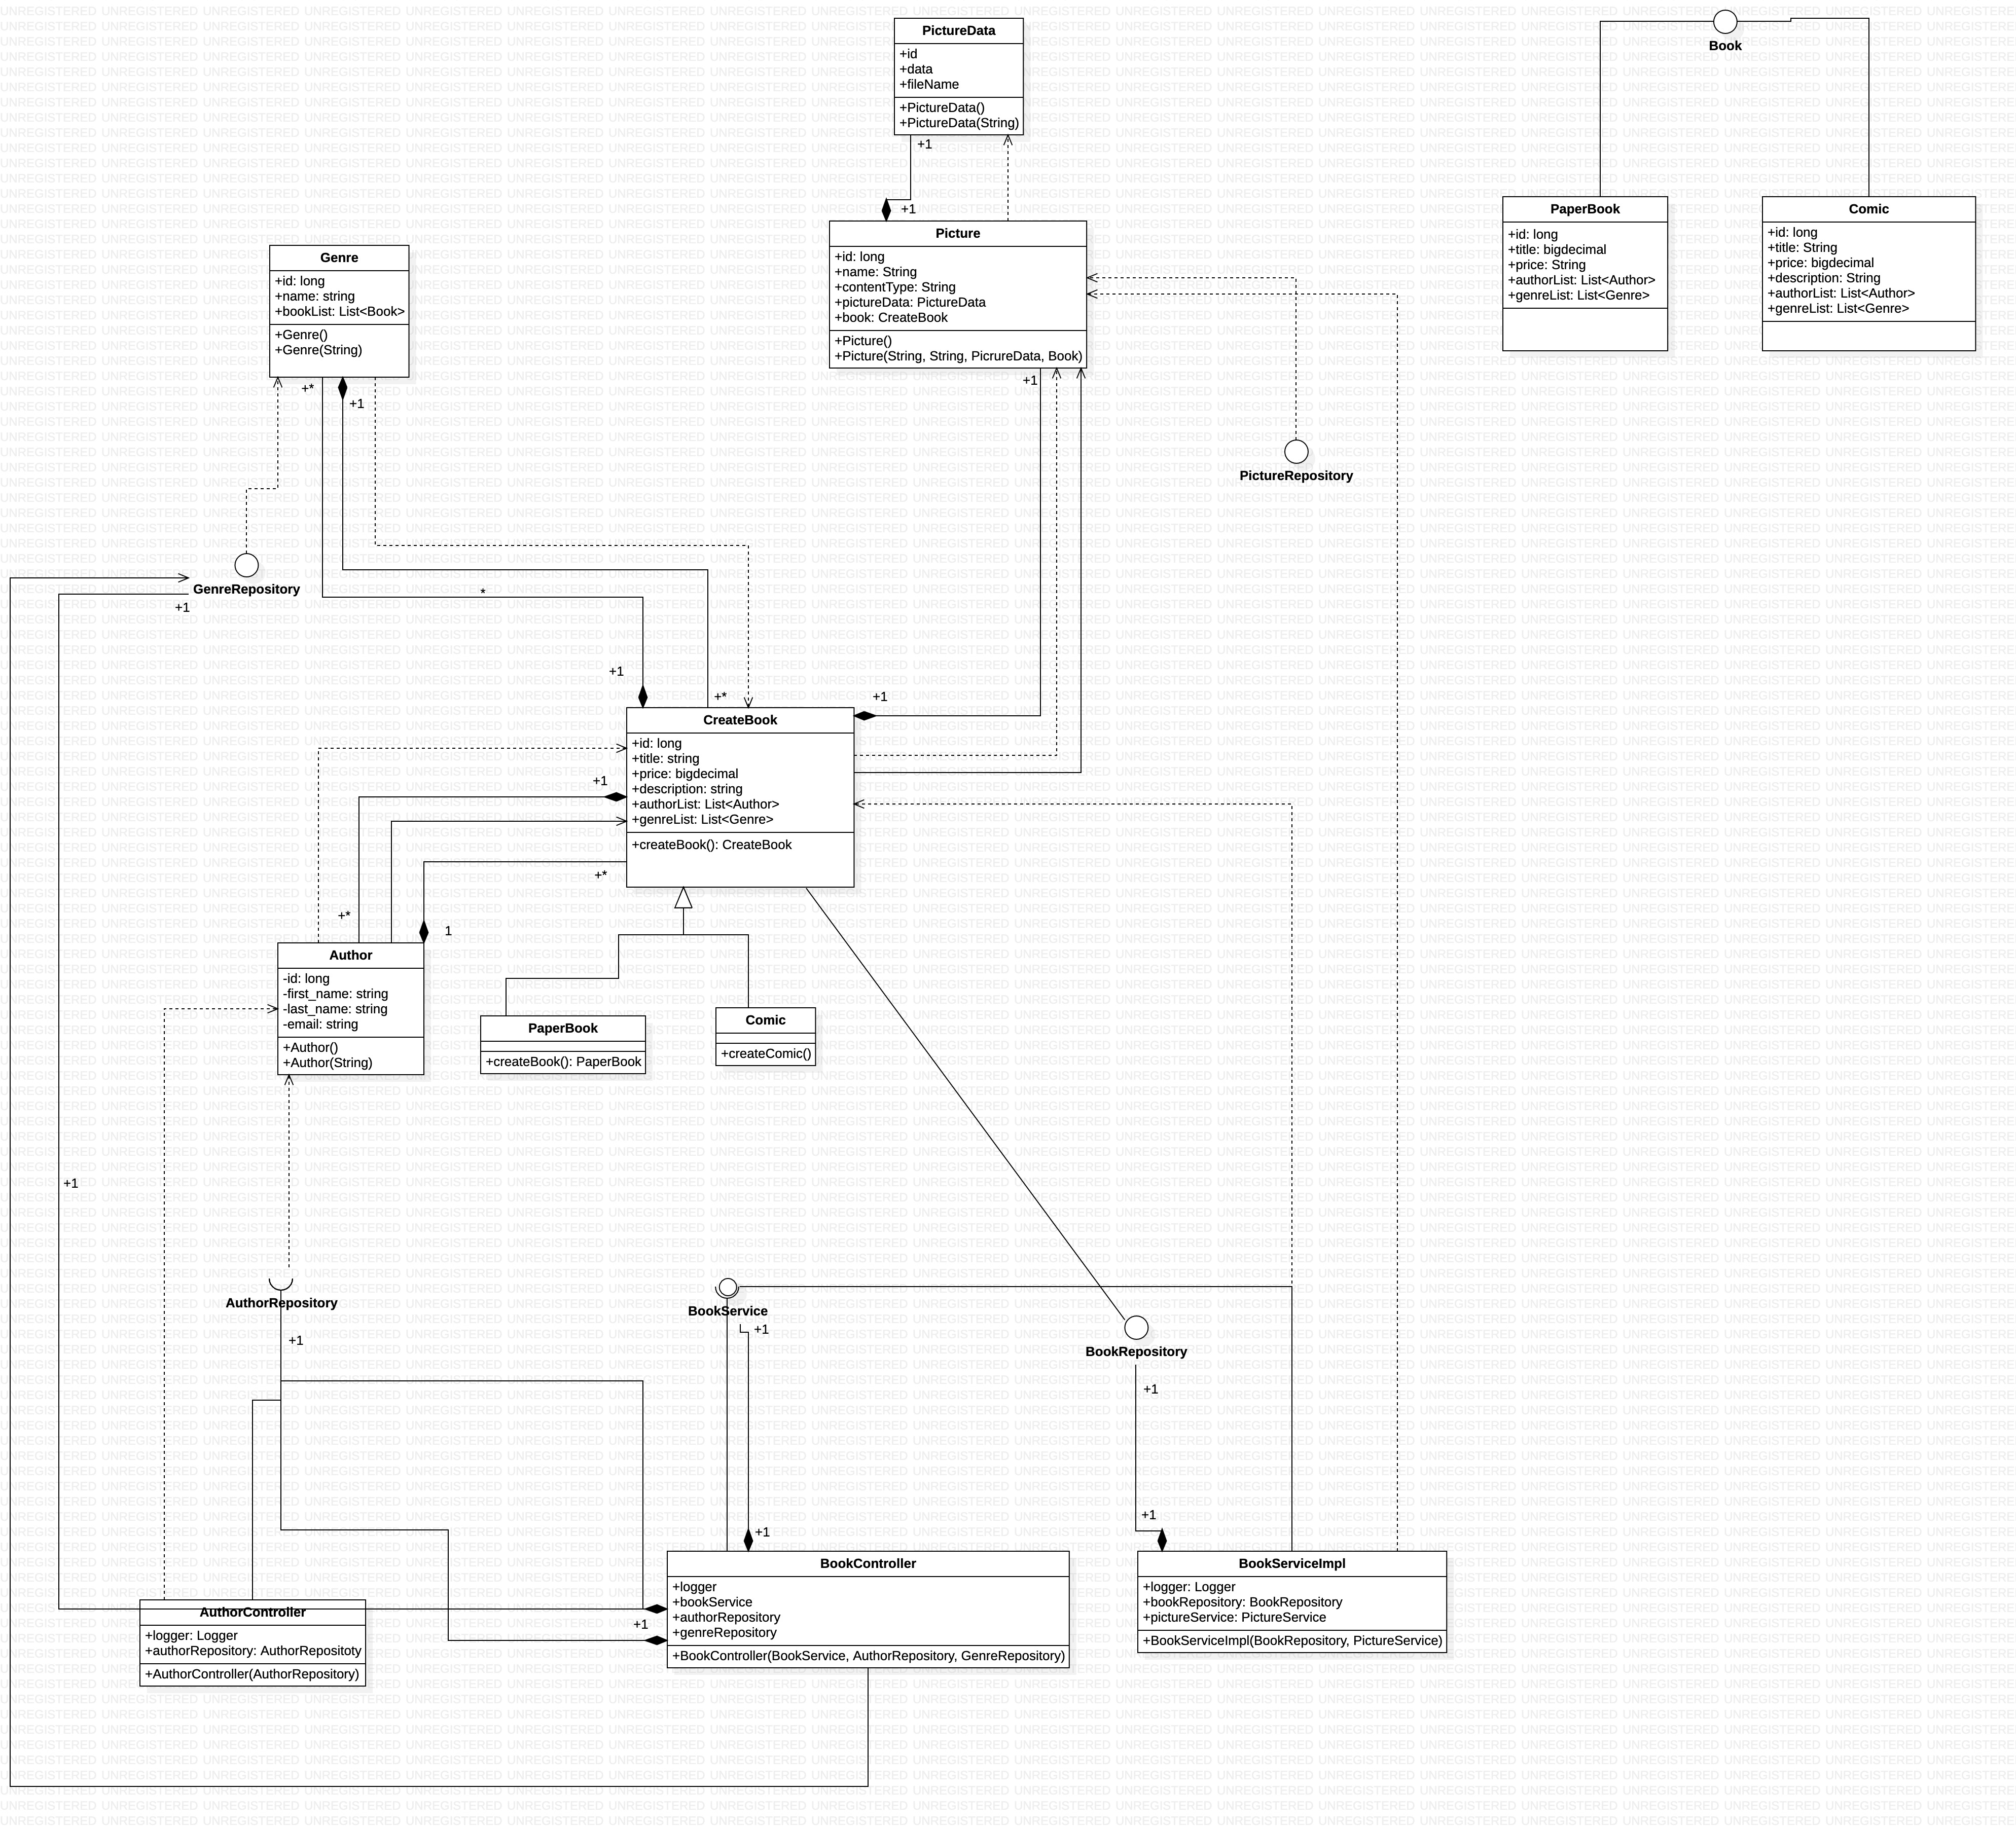 PictureData
+id
+data
+fileName
+PictureData()
+PictureData(String)
+1
+1
Book
PaperBook
+id: long
+title: bigdecimal
+price: String
+authorList: List<Author>
+genreList: List<Genre>
Comic
+id: long
+title: String
+price: bigdecimal
+description: String
+authorList: List<Author>
+genreList: List<Genre>
Picture
+id: long
+name: String
+contentType: String
+pictureData: PictureData
+book: CreateBook
+Picture()
+Picture(String, String, PicrureData, Book)
+1
Genre
+id: long
+name: string
+bookList: List<Book>
+Genre()
+Genre(String)
+*
+1
PictureRepository
GenreRepository
+1
*
+1
+*
+1
CreateBook
+id: long
+title: string
+price: bigdecimal
+description: string
+authorList: List<Author>
+genreList: List<Genre>
+createBook(): CreateBook
+1
+*
+*
1
Author
-id: long
-first_name: string
-last_name: string
-email: string
+Author()
+Author(String)
PaperBook
+createBook(): PaperBook
Comic
+createComic()
+1
AuthorRepository
+1
BookService
+1
BookRepository
+1
+1
+1
+1
AuthorController
+logger: Logger
+authorRepository: AuthorRepositoty
+AuthorController(AuthorRepository)
BookController
+logger
+bookService
+authorRepository
+genreRepository
+BookController(BookService, AuthorRepository, GenreRepository)
BookServiceImpl
+logger: Logger
+bookRepository: BookRepository
+pictureService: PictureService
+BookServiceImpl(BookRepository, PictureService)
UNREGISTERED